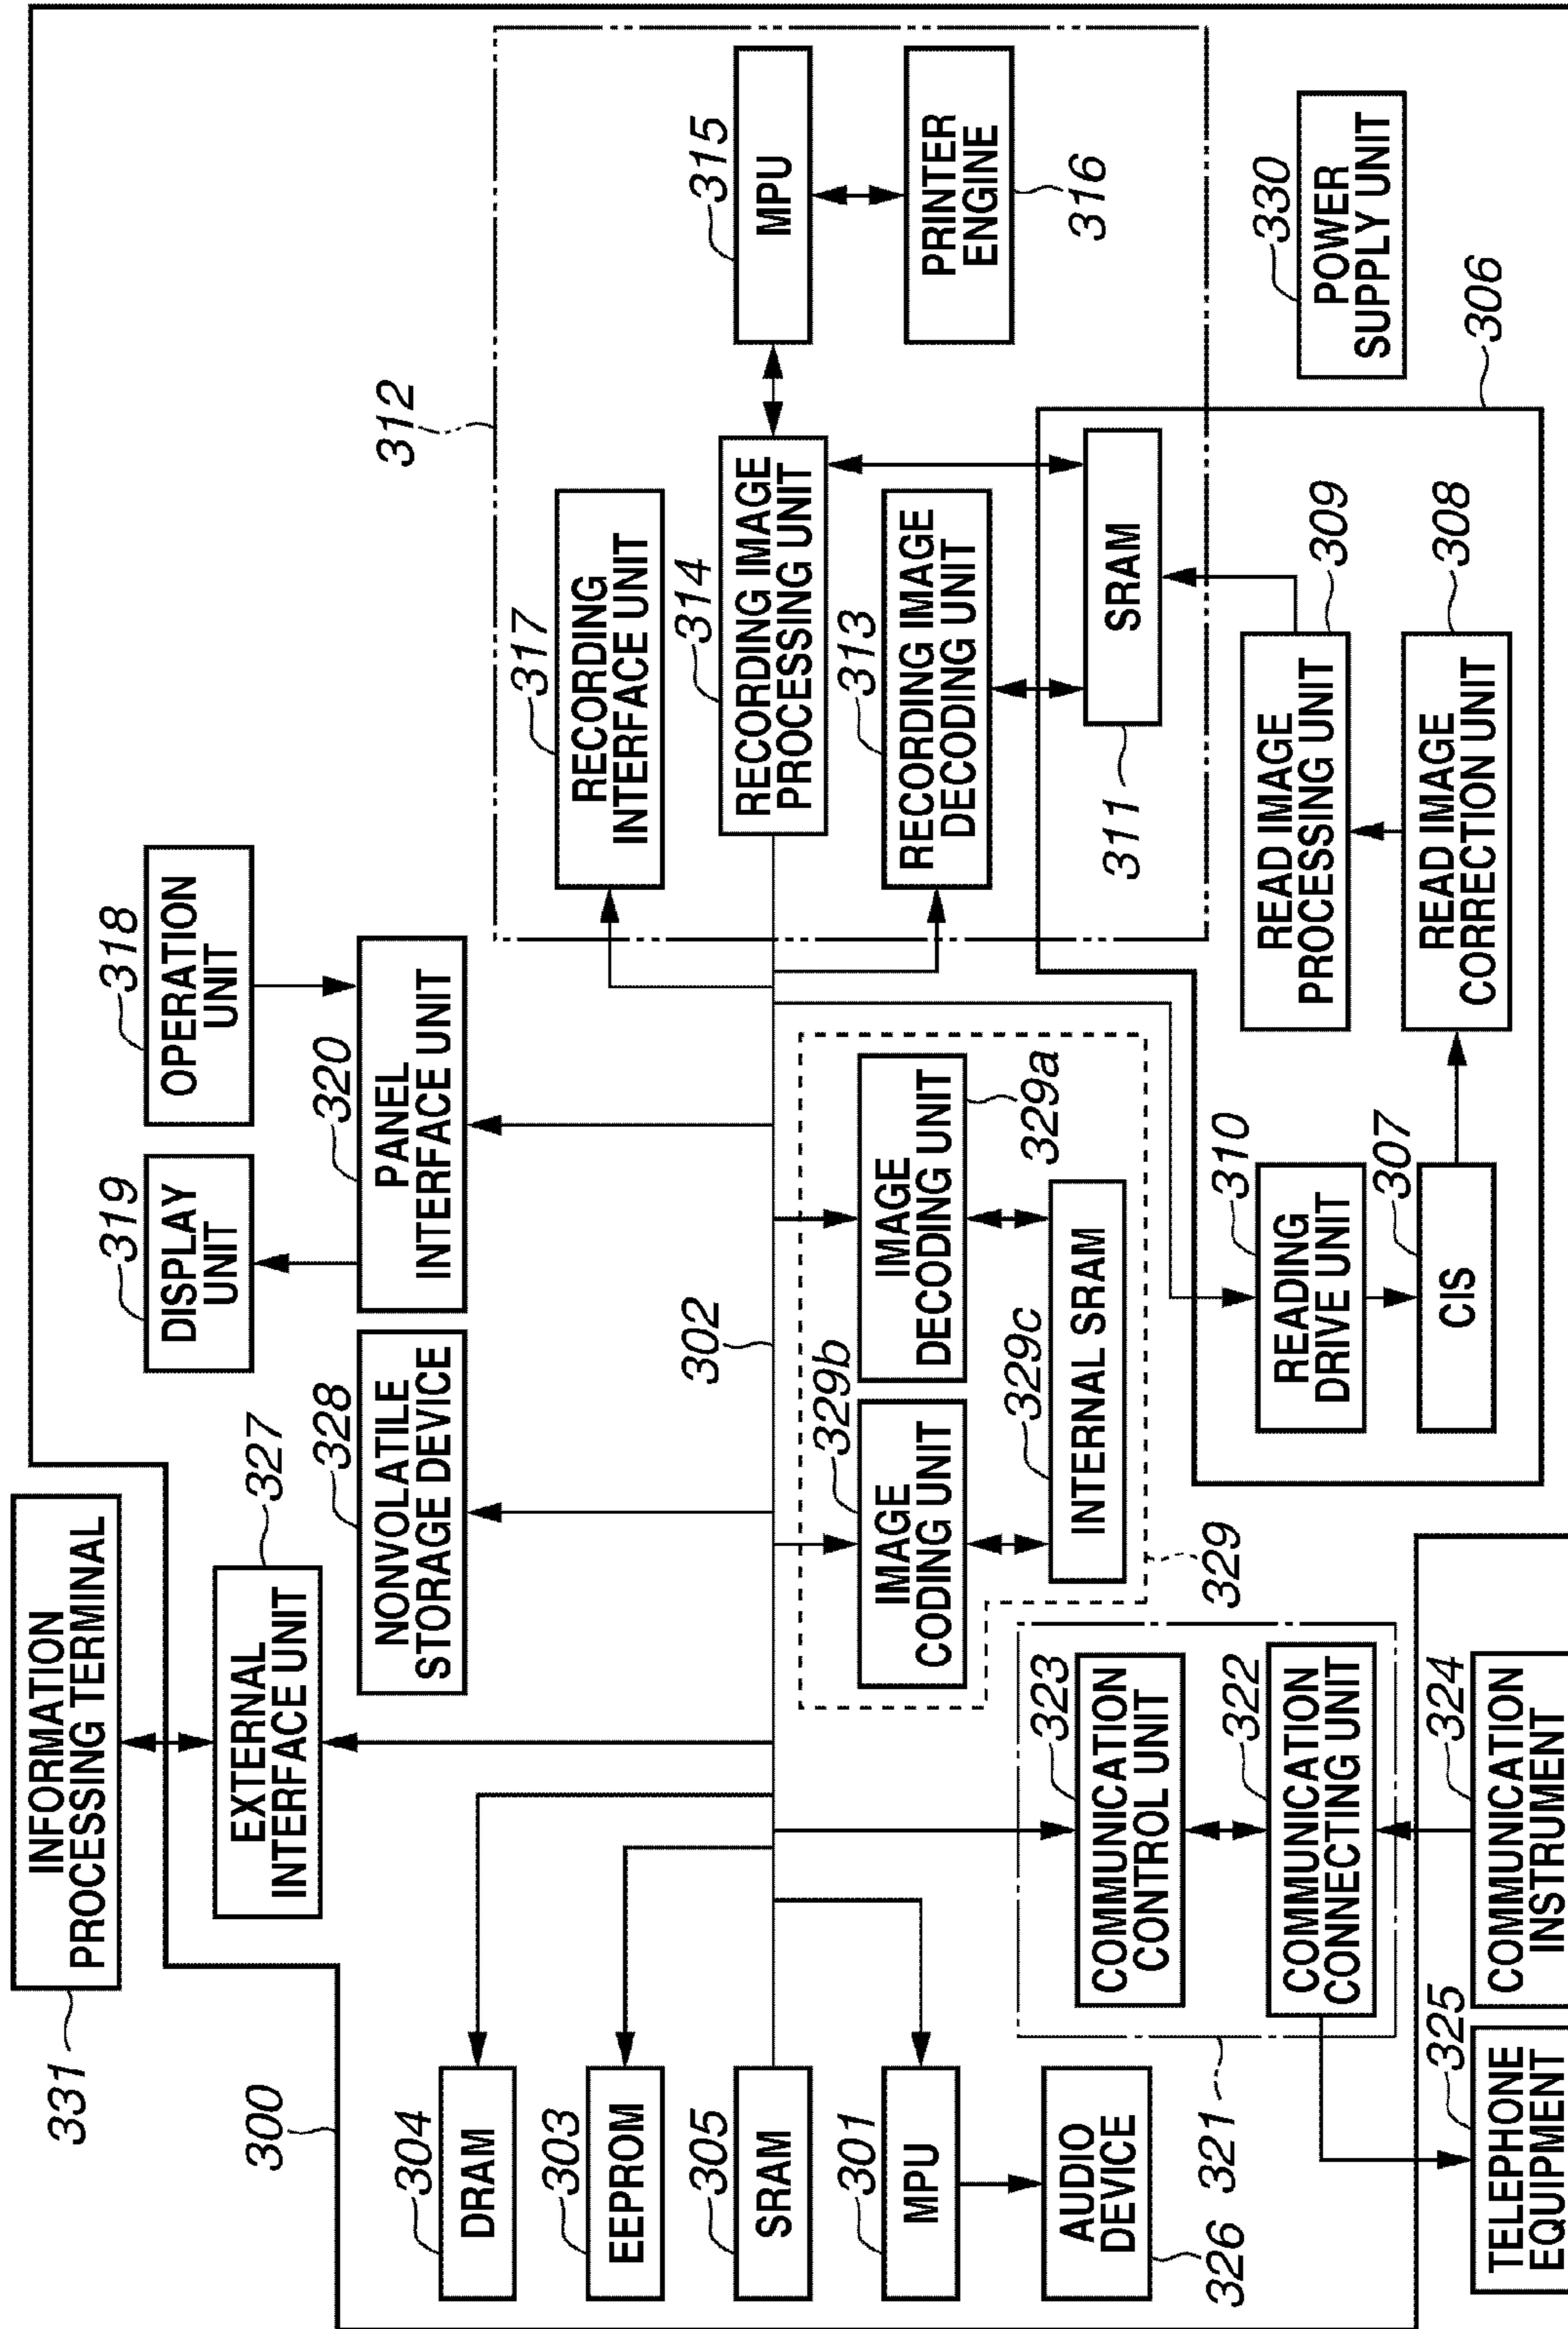 331
INFORMATION
PROCESSING TERMINAL
300
EXTERNAL
INTERFACE UNIT
327
319
DISPLAY
UNIT
318
OPERATION
UNIT
328
NONVOLATILE
STORAGE DEVICE
320
PANEL
INTERFACE UNIT
312
304
DRAM
303
EEPROM
305
SRAM
301
MPU
326
AUDIO
DEVICE
302
317
RECORDING
INTERFACE UNIT
314
RECORDING IMAGE
PROCESSING UNIT
313
RECORDING IMAGE
DECODING UNIT
315
MPU
PRINTER
ENGINE
316
329b
IMAGE
CODING UNIT
IMAGE
DECODING UNIT
329a
329c
INTERNAL SRAM
329
SRAM
311
321
323
COMMUNICATION
CONTROL UNIT
322
COMMUNICATION
CONNECTING UNIT
310
READING
DRIVE UNIT
307
CIS
READ IMAGE
PROCESSING UNIT
309
READ IMAGE
CORRECTION UNIT
308
330
POWER
SUPPLY UNIT
306
325
TELEPHONE
EQUIPMENT
324
COMMUNICATION
INSTRUMENT